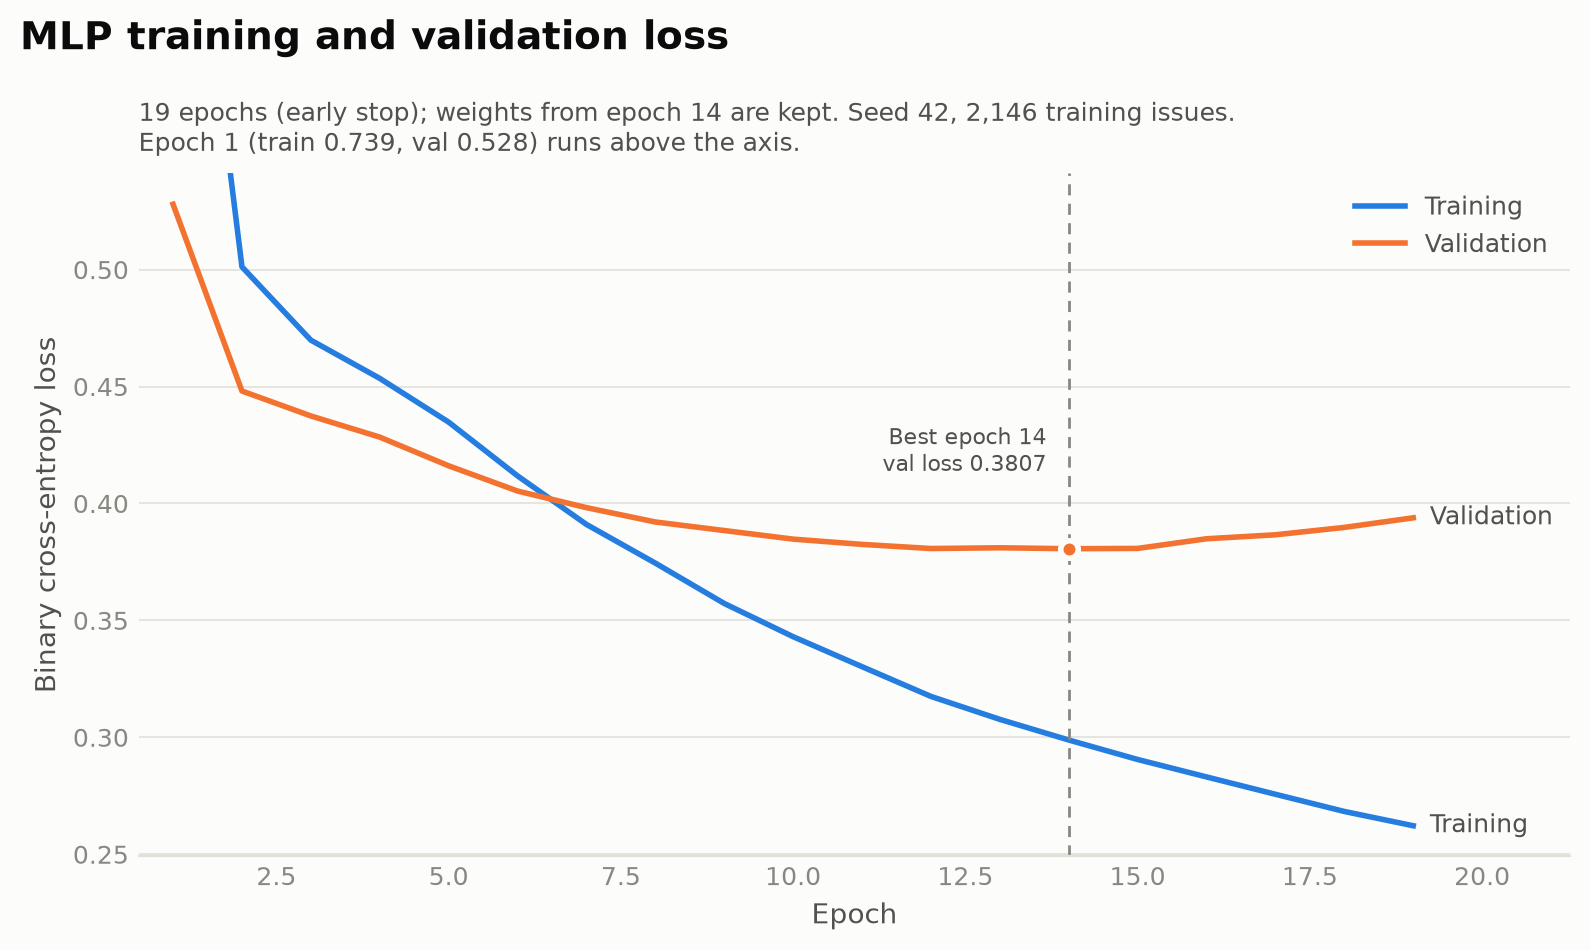 MLP training and validation loss
19 epochs (early stop); weights from epoch 14 are kept. Seed 42, 2,146 training issues.
Epoch 1 (train 0.739, val 0.528) runs above the axis.
Training
Validation
Binary cross-entropy loss
0.50
0.45
0.40
0.35
0.30
0.25
Best epoch 14
val loss 0.3807
Validation
Training
2.5
5.0
7.5
10.0
12.5
15.0
17.5
20.0
Epoch